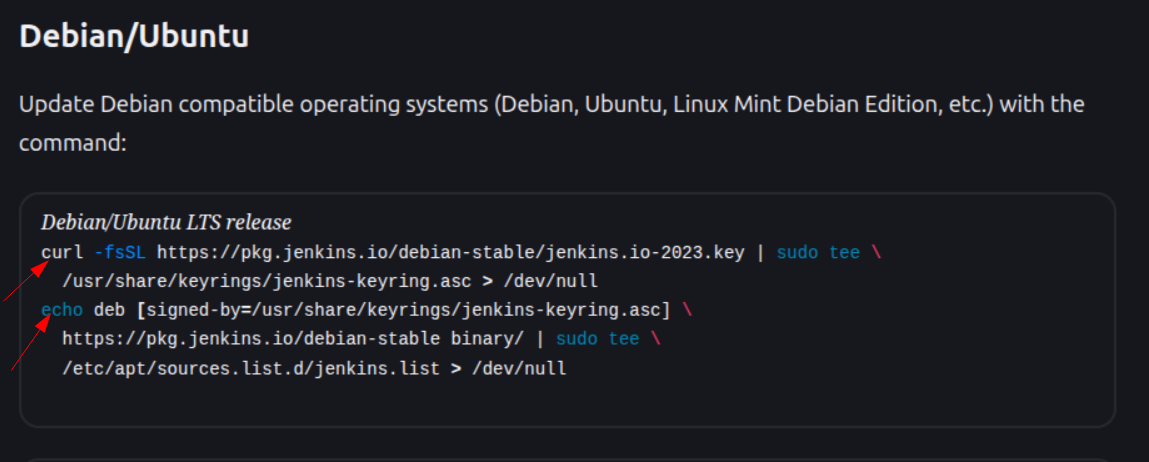 Debian/Ubuntu
Update Debian compatible operating systems (Debian, Ubuntu, Linux Mint Debian Edition, etc.) with the
command:
Debian/Ubuntu LTS release
curl -fsSL https://pkg.jenkins.io/debian-stable/jenkins.io-2023.key | sudo tee \
/usr/share/keyrings/jenkins-keyring.asc > /dev/null
echo deb [signed-by=/usr/share/keyrings/jenkins-keyring.asc] \
https://pkg.jenkins.io/debian-stable binary/ | sudo tee \
/etc/apt/sources.list.d/jenkins.list > /dev/null